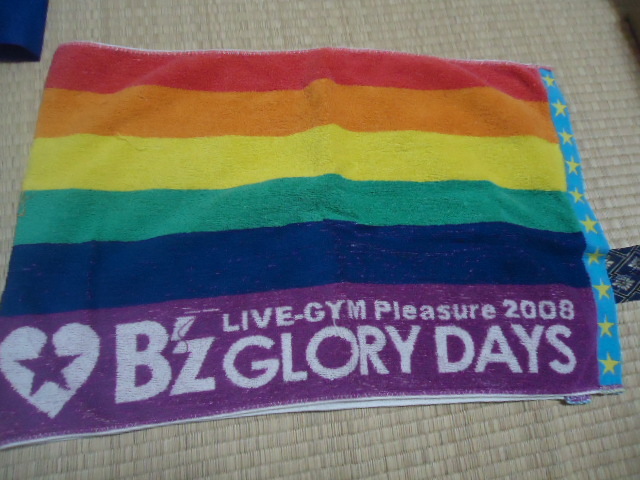 LIVE-GYM Pleasure 2008
B'z GLORY DAYS